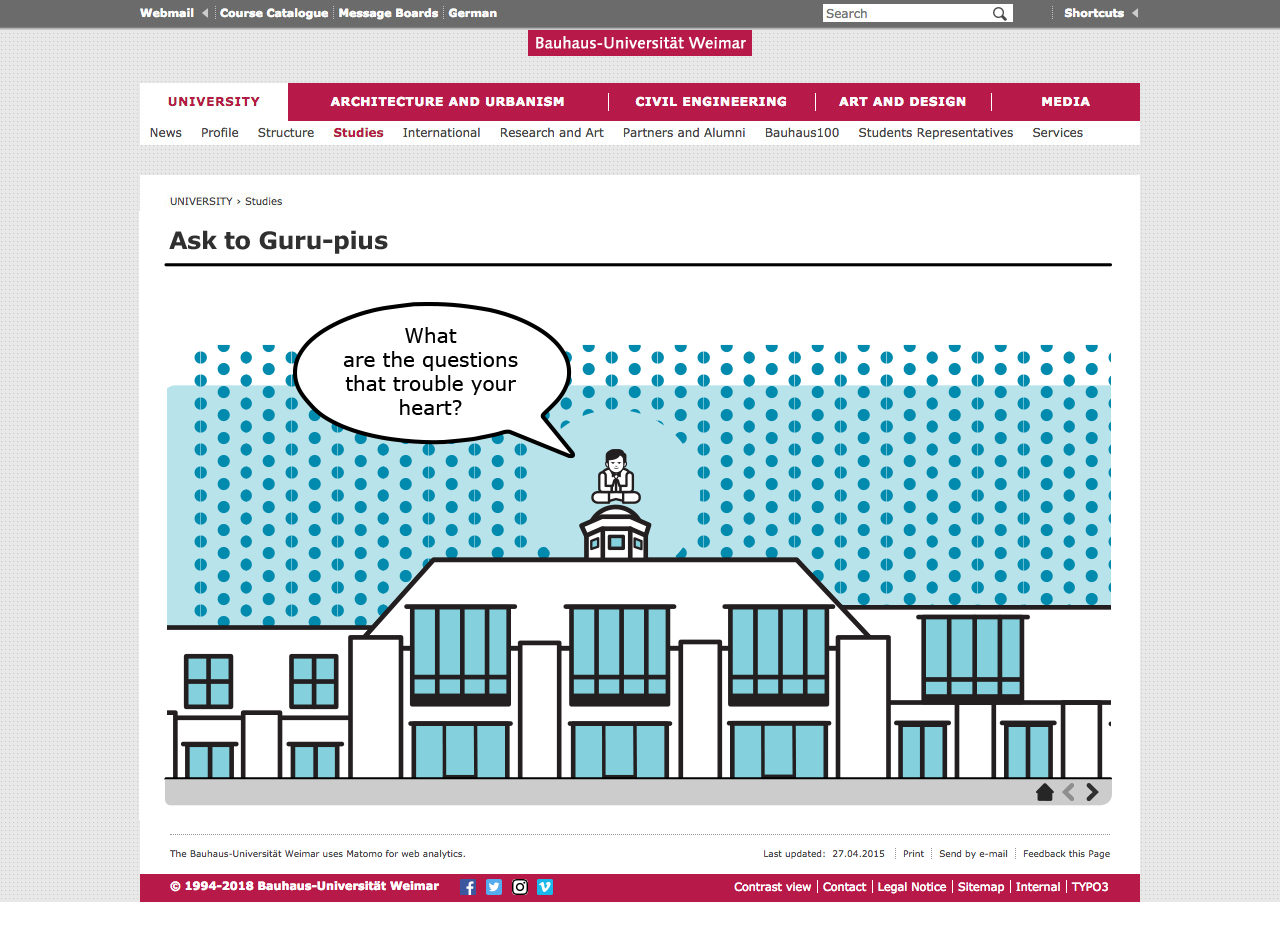 Webmail Course Catalogue Message Boards German Search Shortcuts
Bauhaus-Universität Weimar
UNIVERSITY ARCHITECTURE AND URBANISM CIVIL ENGINEERING ART AND DESIGN MEDIA
News Profile Structure Studies International Research and Art Partners and Alumni Bauhaus100 Students Representatives Services
UNIVERSITY › Studies
Ask to Guru-pius
What
are the questions
that trouble your
heart?
The Bauhaus-Universität Weimar uses Matomo for web analytics. Last updated: 27.04.2015 Print Send by e-mail Feedback this Page
© 1994-2018 Bauhaus-Universität Weimar Contrast view Contact Legal Notice Sitemap Internal TYPO3